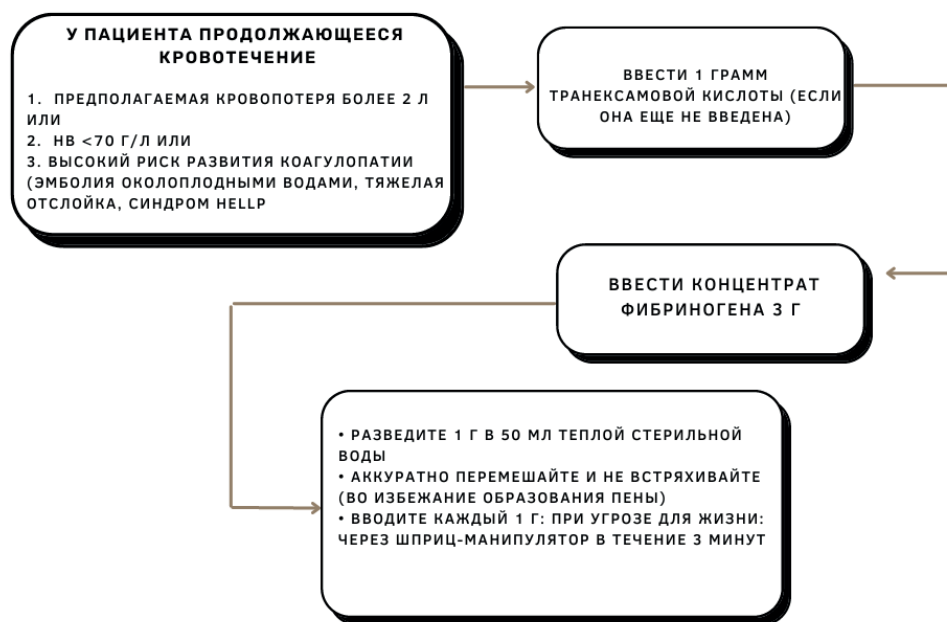 У ПАЦИЕНТА ПРОДОЛЖАЮЩЕЕСЯ
КРОВОТЕЧЕНИЕ
1. ПРЕДПОЛАГАЕМАЯ КРОВОПОТЕРЯ БОЛЕЕ 2 Л
ИЛИ
2. НВ <70 Г/Л ИЛИ
3. ВЫСОКИЙ РИСК РАЗВИТИЯ КОАГУЛОПАТИИ
(ЭМБОЛИЯ ОКОЛОПЛОДНЫМИ ВОДАМИ, ТЯЖЕЛАЯ
ОТСЛОЙКА, СИНДРОМ HELLP
ВВЕСТИ 1 ГРАММ
ТРАНЕКСАМОВОЙ КИСЛОТЫ (ЕСЛИ
ОНА ЕЩЕ НЕ ВВЕДЕНА)
ВВЕСТИ КОНЦЕНТРАТ
ФИБРИНОГЕНА 3 Г
• РАЗВЕДИТЕ 1 Г В 50 МЛ ТЕПЛОЙ СТЕРИЛЬНОЙ
ВОДЫ
• АККУРАТНО ПЕРЕМЕШАЙТЕ И НЕ ВСТРЯХИВАЙТЕ
(ВО ИЗБЕЖАНИЕ ОБРАЗОВАНИЯ ПЕНЫ)
• ВВОДИТЕ КАЖДЫЙ 1 Г: ПРИ УГРОЗЕ ДЛЯ ЖИЗНИ:
ЧЕРЕЗ ШПРИЦ-МАНИПУЛЯТОР В ТЕЧЕНИЕ 3 МИНУТ